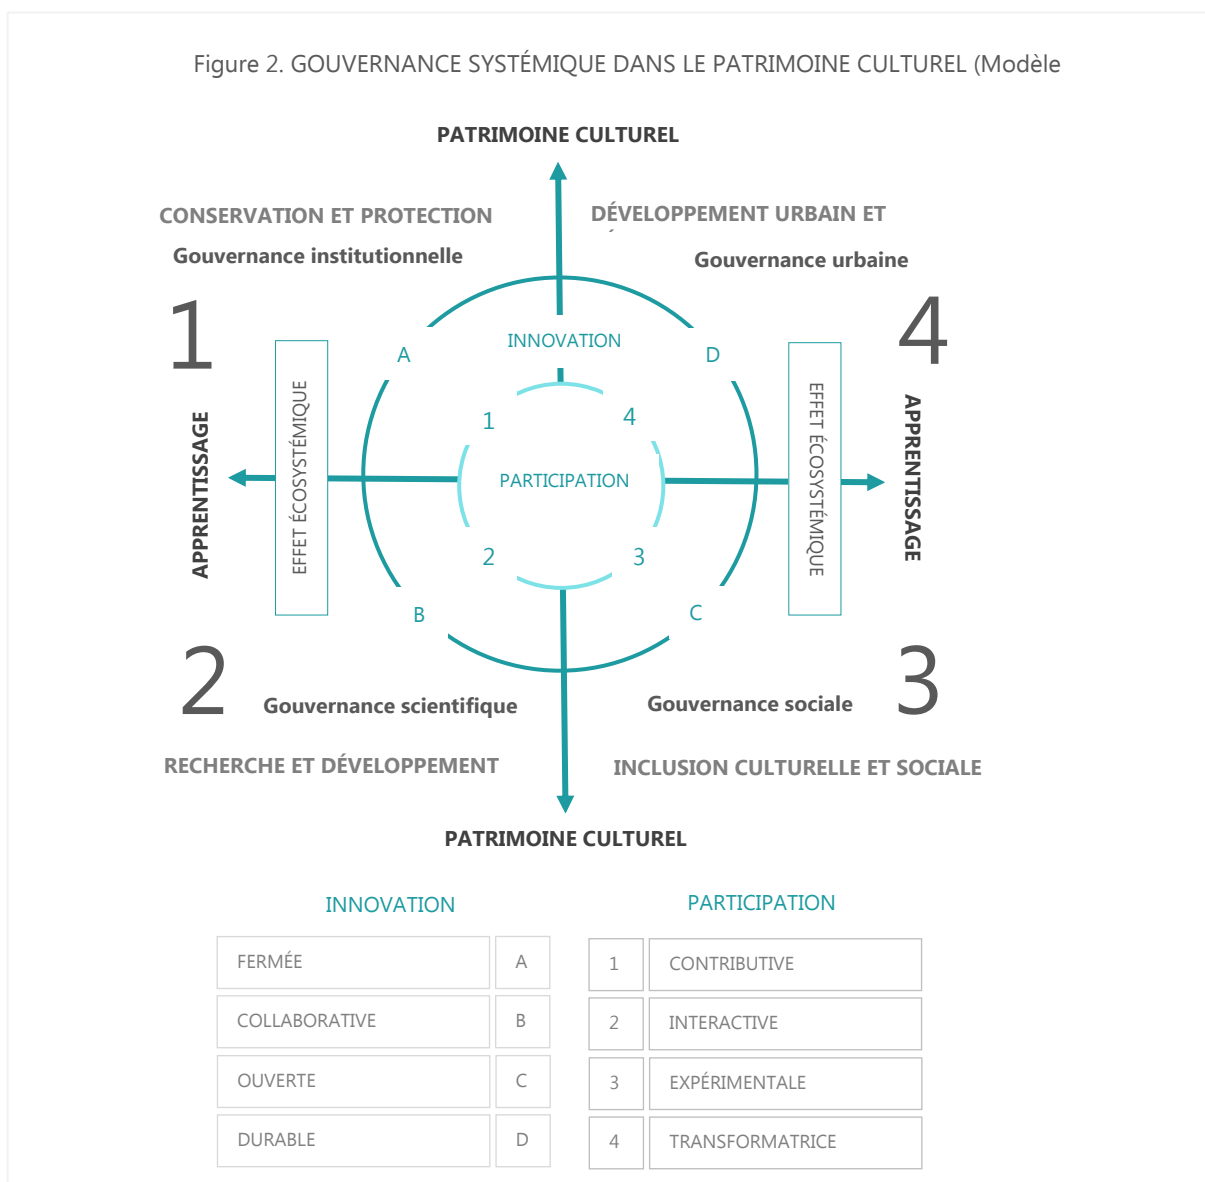 Figure 2. GOUVERNANCE SYSTÉMIQUE DANS LE PATRIMOINE CULTUREL (Modèle
PATRIMOINE CULTUREL
CONSERVATION ET PROTECTION
DÉVELOPPEMENT URBAIN ET
Gouvernance institutionnelle
Gouvernance urbaine
1
4
A
INNOVATION
D
1
4
APPRENTISSAGE
EFFET ÉCOSYSTÉMIQUE
PARTICIPATION
EFFET ÉCOSYSTÉMIQUE
APPRENTISSAGE
2
3
B
C
2
Gouvernance scientifique
Gouvernance sociale
3
RECHERCHE ET DÉVELOPPEMENT
INCLUSION CULTURELLE ET SOCIALE
PATRIMOINE CULTUREL
INNOVATION
FERMÉE A
COLLABORATIVE B
OUVERTE C
DURABLE D
PARTICIPATION
1 CONTRIBUTIVE
2 INTERACTIVE
3 EXPÉRIMENTALE
4 TRANSFORMATRICE